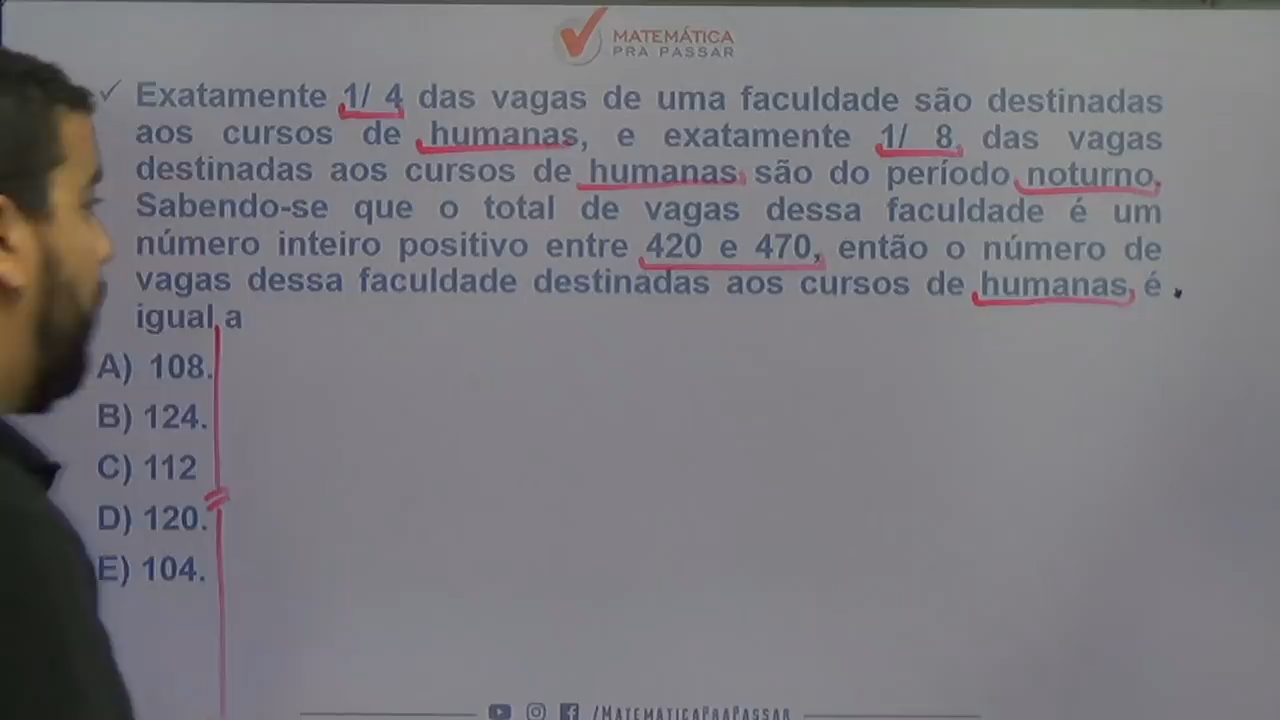 MATEMÁTICA
PRA PASSAR
Exatamente 1/ 4 das vagas de uma faculdade são destinadas
aos cursos de humanas, e exatamente 1/ 8, das vagas
destinadas aos cursos de humanas são do período noturno.
Sabendo-se que o total de vagas dessa faculdade é um
número inteiro positivo entre 420 e 470, então o número de
vagas dessa faculdade destinadas aos cursos de humanas, é
igual a
A) 108.
B) 124.
C) 112
D) 120.
E) 104.
/MATEMATICAPRAPASSAR